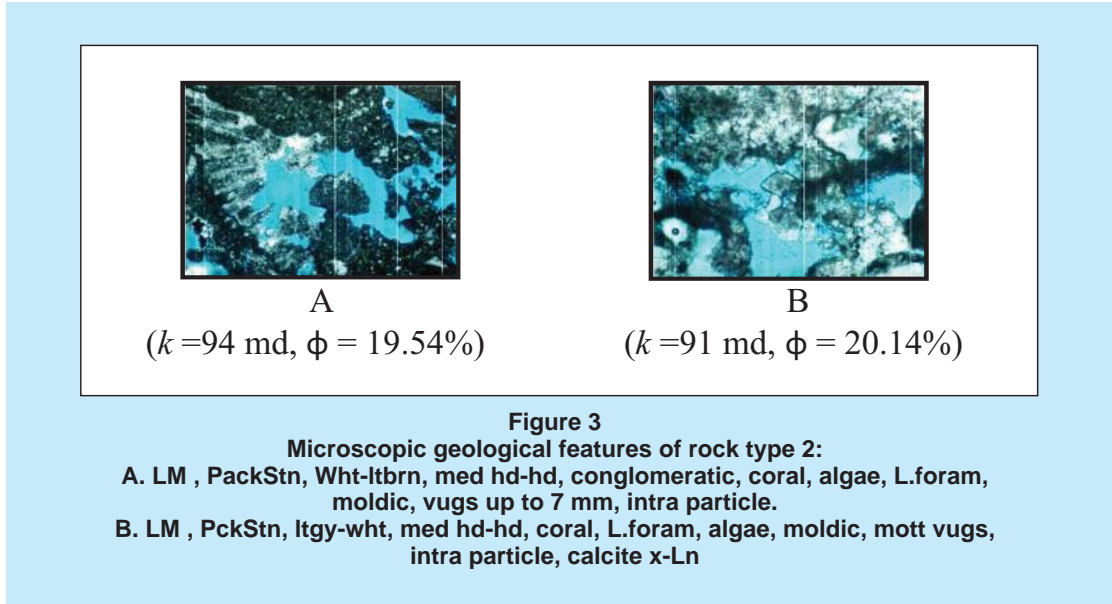 A
(k =94 md, ϕ = 19.54%)
B
(k =91 md, ϕ = 20.14%)
Figure 3
Microscopic geological features of rock type 2:
A. LM , PackStn, Wht-ltbrn, med hd-hd, conglomeratic, coral, algae, L.foram,
moldic, vugs up to 7 mm, intra particle.
B. LM , PckStn, ltgy-wht, med hd-hd, coral, L.foram, algae, moldic, mott vugs,
intra particle, calcite x-Ln